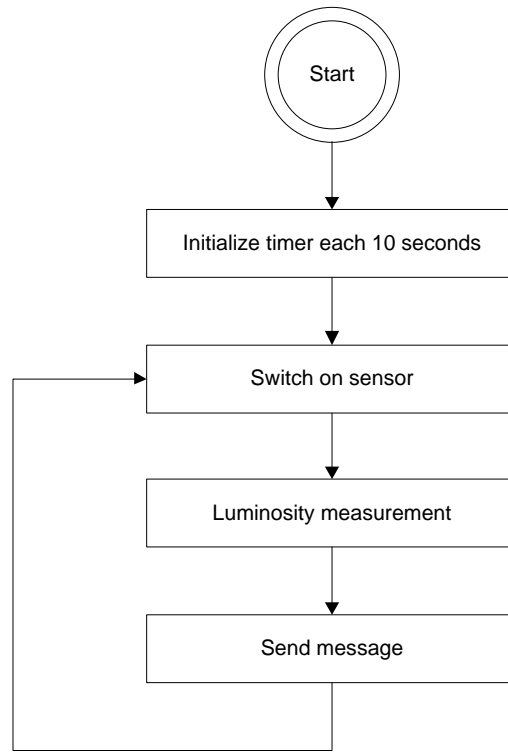 Start
Initialize timer each 10 seconds
Switch on sensor
Luminosity measurement
Send message